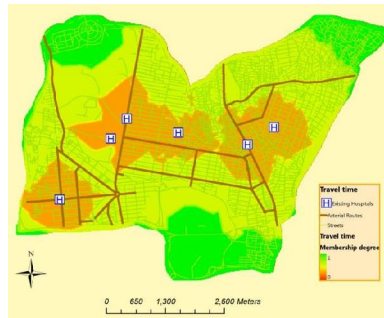 H
H
H
H
H
H
Travel time
H Existing Hospitals
Arterial Routes
Streets
Travel time
Membership degree
1
0
N
0 650 1,300 2,600 Meters